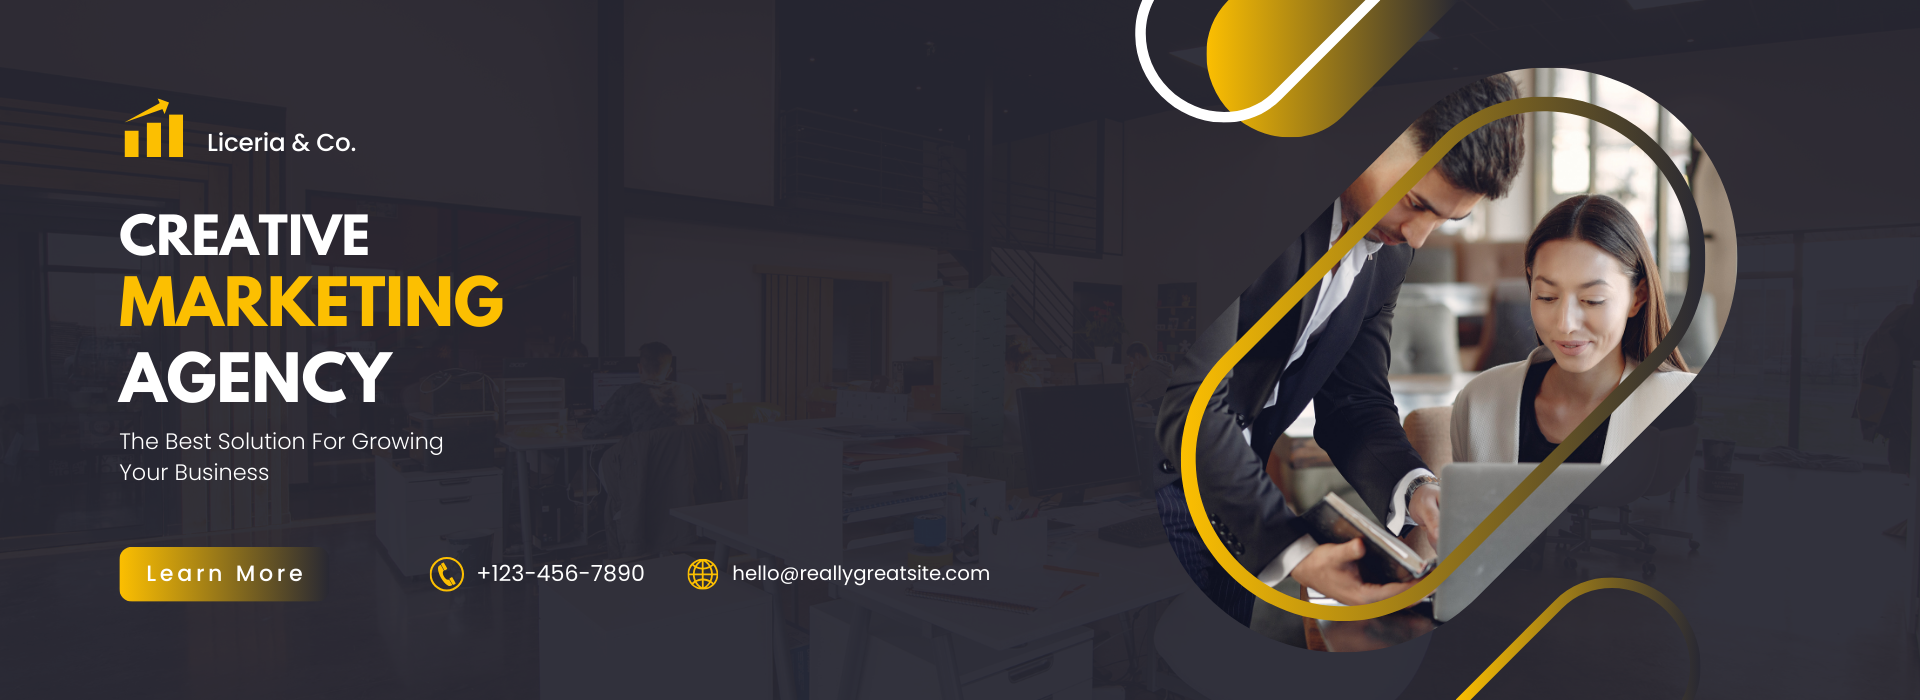 Liceria & Co.
CREATIVE
MARKETING
AGENCY
The Best Solution For Growing
Your Business
Learn More
+123-456-7890
hello@reallygreatsite.com